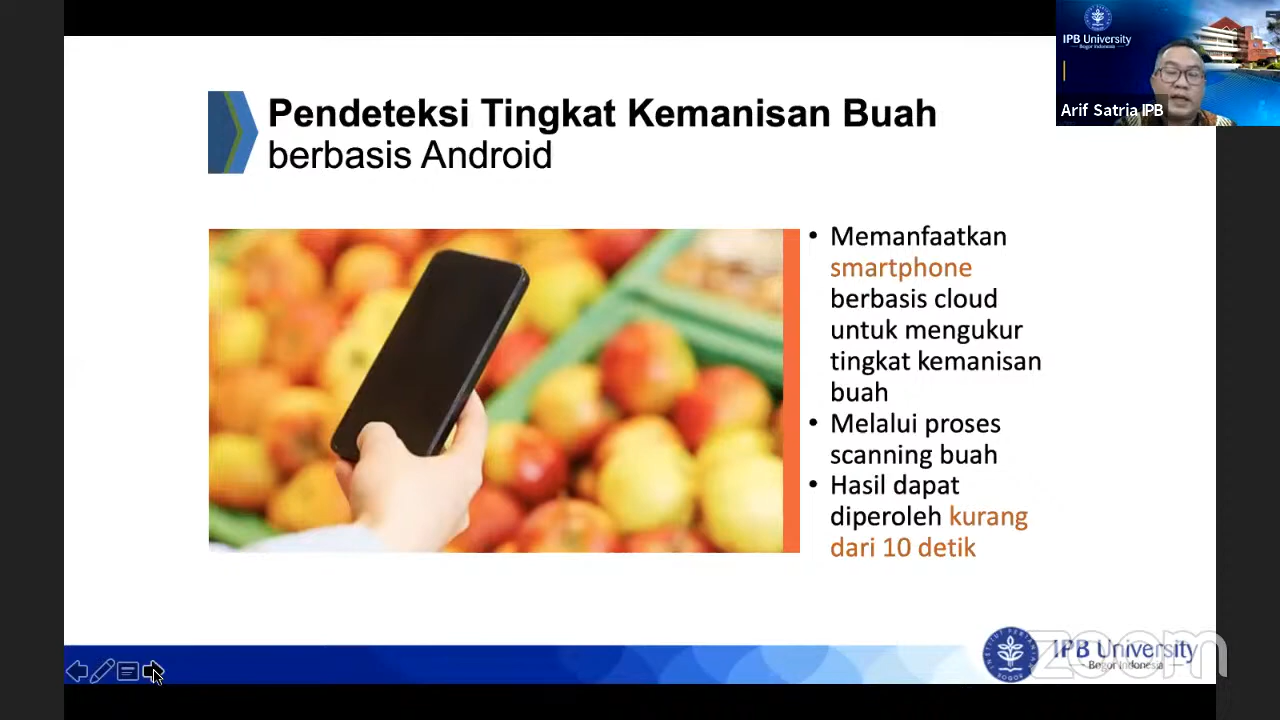 IPB University
Bogor Indonesia
Arif Satria IPB
Pendeteksi Tingkat Kemanisan Buah
berbasis Android
• Memanfaatkan
smartphone
berbasis cloud
untuk mengukur
tingkat kemanisan
buah
• Melalui proses
scanning buah
• Hasil dapat
diperoleh kurang
dari 10 detik
IPB University
Bogor Indonesia
zoom